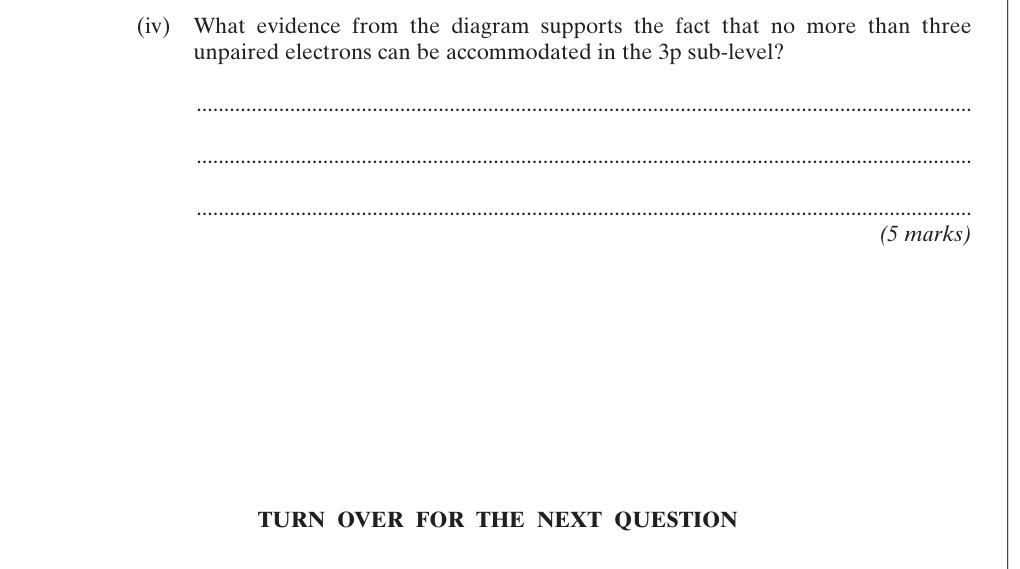 (iv) What evidence from the diagram supports the fact that no more than three
unpaired electrons can be accommodated in the 3p sub-level?
..........................................................................................................................................
..........................................................................................................................................
..........................................................................................................................................
(5 marks)
TURN OVER FOR THE NEXT QUESTION